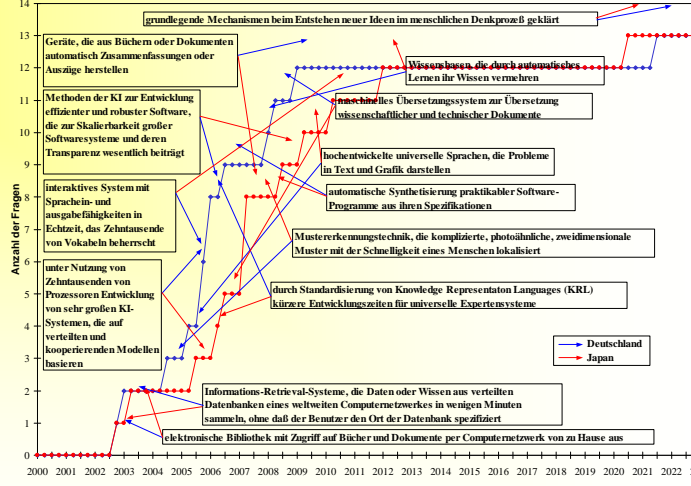 14
grundlegende Mechanismen beim Entstehen neuer Ideen im menschlichen Denkprozeß geklärt
13
Geräte, die aus Büchern oder Dokumenten
automatisch Zusammenfassungen oder
Auszüge herstellen
12
Wissensbasen, die durch automatisches
Lernen ihr Wissen vermehren
11
Methoden der KI zur Entwicklung
effizienter und robuster Software,
die zur Skalierbarkeit großer
Softwaresysteme und deren
Transparenz wesentlich beiträgt
maschinelles Übersetzungssystem zur Übersetzung
wissenschaftlicher und technischer Dokumente
10
9
hochentwickelte universelle Sprachen, die Probleme
in Text und Grafik darstellen
8
interaktives System mit
Sprachein- und
ausgabefähigkeiten in
Echtzeit, das Zehntausende
von Vokabeln beherrscht
automatische Synthetisierung praktikabler Software-
Programme aus ihren Spezifikationen
7
Anzahl der Fragen
Mustererkennungstechnik, die komplizierte, photoähnliche, zweidimensionale
Muster mit der Schnelligkeit eines Menschen lokalisiert
6
unter Nutzung von
Zehntausenden von
Prozessoren Entwicklung
von sehr großen KI-
Systemen, die auf
verteilten und
kooperierenden Modellen
basieren
5
durch Standardisierung von Knowledge Representaton Languages (KRL)
kürzere Entwicklungszeiten für universelle Expertensysteme
4
Deutschland
Japan
3
2
Informations-Retrieval-Systeme, die Daten oder Wissen aus verteilten
Datenbanken eines weltweiten Computernetzwerkes in wenigen Minuten
sammeln, ohne daß der Benutzer den Ort der Datenbank spezifiziert
1
elektronische Bibliothek mit Zugriff auf Bücher und Dokumente per Computernetzwerk von zu Hause aus
0
2000 2001 2002 2003 2004 2005 2006 2007 2008 2009 2010 2011 2012 2013 2014 2015 2016 2017 2018 2019 2020 2021 2022